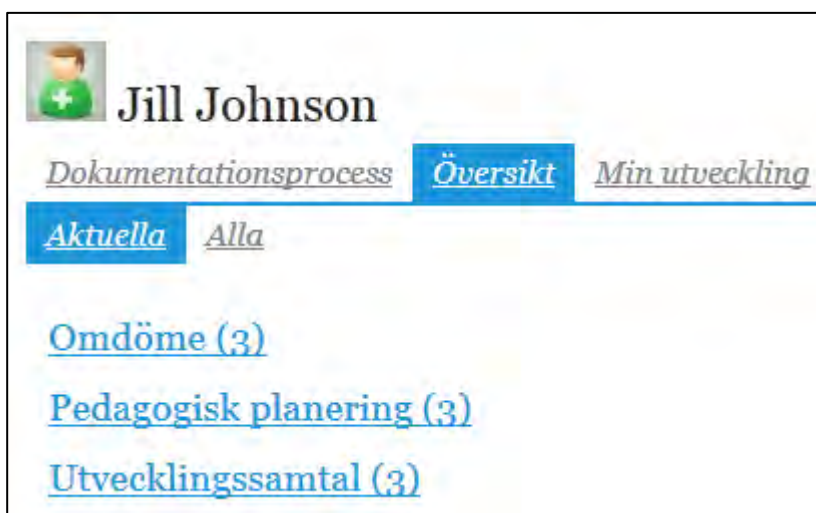 Jill Johnson
Dokumentationsprocess Översikt Min utveckling
Aktuella Alla
Omdöme (3)
Pedagogisk planering (3)
Utvecklingssamtal (3)